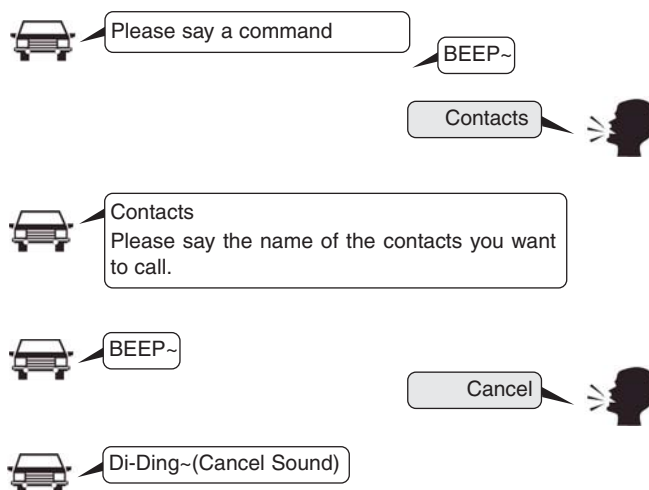 Please say a command
BEEP~
Contacts
Contacts
Please say the name of the contacts you want
to call.
BEEP~
Cancel
Di-Ding~(Cancel Sound)